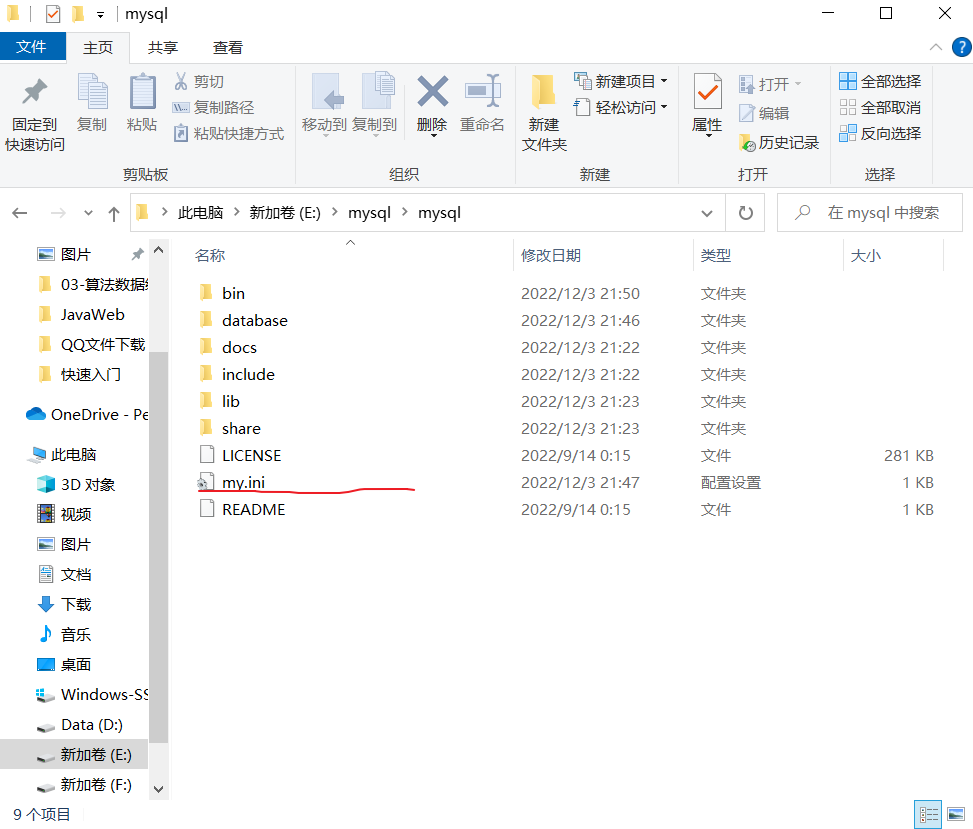 mysql
文件 主页 共享 查看
固定到
快速访问
复制
粘贴
剪切
复制路径
粘贴快捷方式
剪贴板
移动到 复制到 删除 重命名
组织
新建
文件夹
新建项目
轻松访问
新建
属性
打开
编辑
历史记录
打开
全部选择
全部取消
反向选择
选择
此电脑 新加卷 (E:) mysql mysql
在 mysql 中搜索
图片
03-算法数据
JavaWeb
QQ文件下载
快速入门
OneDrive - Pe
此电脑
3D 对象
视频
图片
文档
下载
音乐
桌面
Windows-SS
Data (D:)
新加卷 (E:)
新加卷 (F:)
名称 修改日期 类型 大小
bin 2022/12/3 21:50 文件夹
database 2022/12/3 21:46 文件夹
docs 2022/12/3 21:22 文件夹
include 2022/12/3 21:22 文件夹
lib 2022/12/3 21:23 文件夹
share 2022/12/3 21:23 文件夹
LICENSE 2022/9/14 0:15 文件 281 KB
my.ini 2022/12/3 21:47 配置设置 1 KB
README 2022/9/14 0:15 文件 1 KB
9 个项目